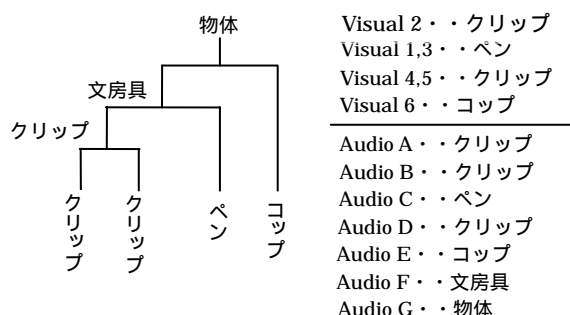 物体
文房具
クリップ
クリップ
クリップ
ペン
コップ
Visual 2・・クリップ
Visual 1,3・・ペン
Visual 4,5・・クリップ
Visual 6・・コップ
Audio A・・クリップ
Audio B・・クリップ
Audio C・・ペン
Audio D・・クリップ
Audio E・・コップ
Audio F・・文房具
Audio G・・物体